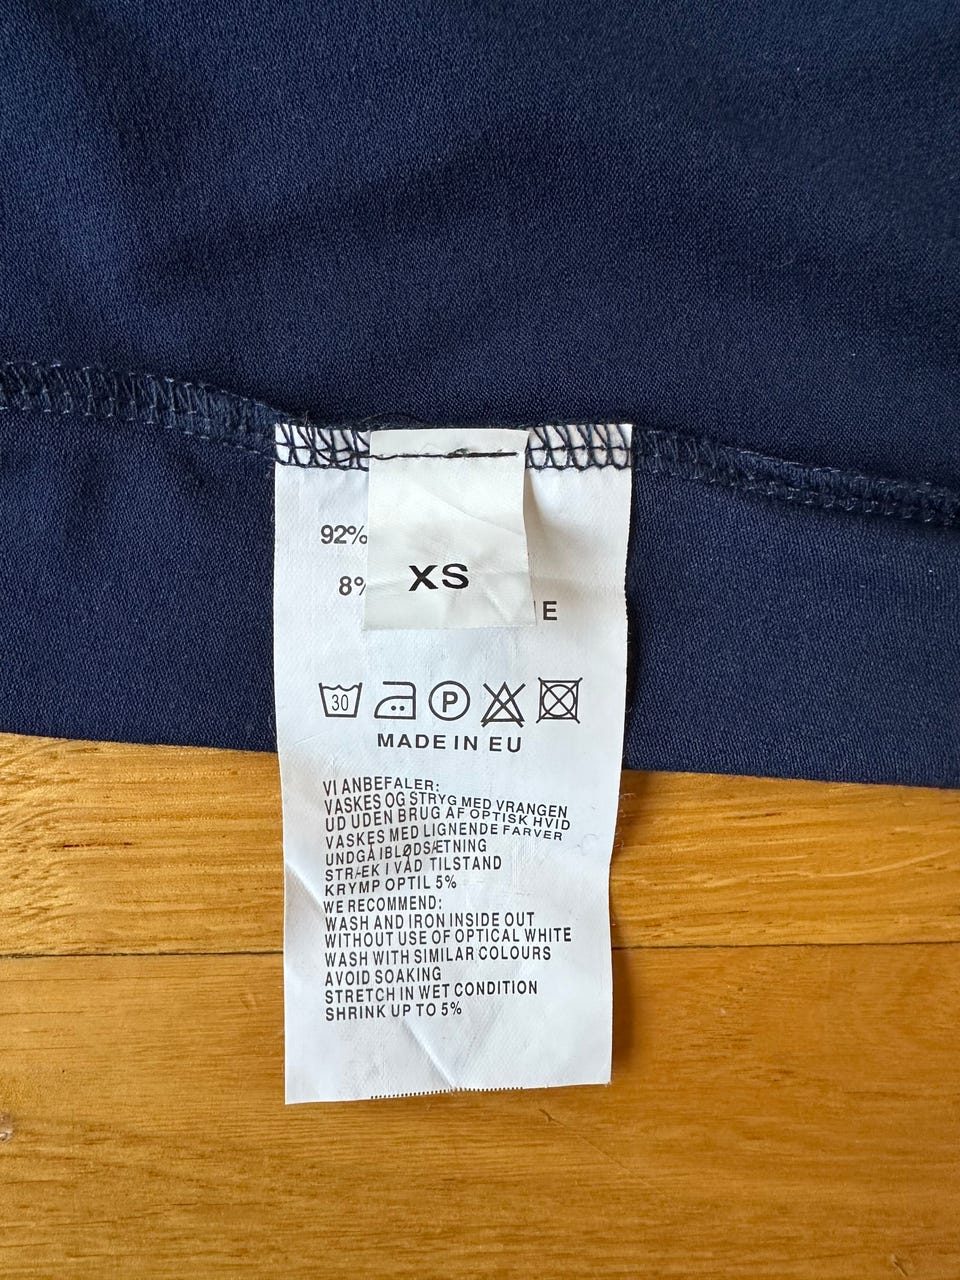 92%
XS
8%
E
30
P
MADE IN EU
VI ANBEFALER:
VASKES OG STRYG MED VRANGEN
UD UDEN BRUG AF OPTISK HVID
VASKES MED LIGNENDE FARVER
UNDGÅ IBLØDSÆTNING
STRÆK I VÅD TILSTAND
KRYMP OPTIL 5%
WE RECOMMEND:
WASH AND IRON INSIDE OUT
WITHOUT USE OF OPTICAL WHITE
WASH WITH SIMILAR COLOURS
AVOID SOAKING
STRETCH IN WET CONDITION
SHRINK UP TO 5%